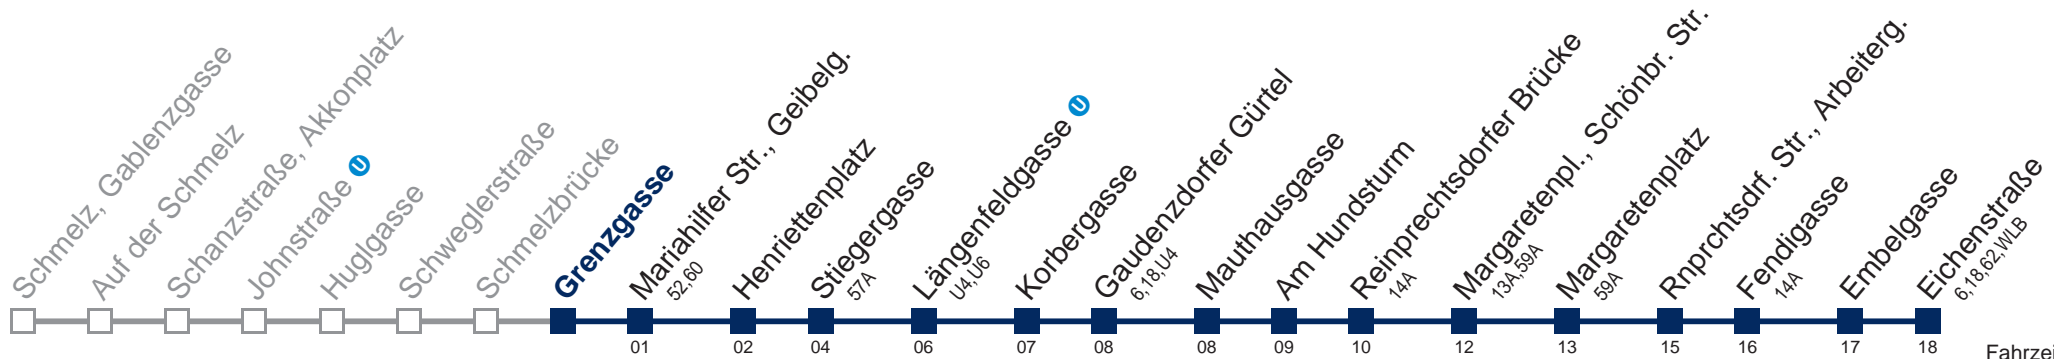 Schmelz, Gablenzgasse
Auf der Schmelz
Schanzstraße, Akkonplatz
Johnstraße U
Huglgasse
Schweglerstraße
Schmelzbrücke
Grenzgasse
Mariahilfer Str., Geibelg.
52,60
01
Henriettenplatz
02
Stiegergasse
57A
04
Längenfeldgasse U
U4,U6
06
Korbergasse
07
Gaudenzdorfer Gürtel
6,18,U4
08
Mauthausgasse
08
Am Hundsturm
09
Reinprechtsdorfer Brücke
14A
10
Margaretenpl., Schönbr. Str.
13A,59A
12
Margaretenplatz
59A
13
Rnprchtsdrf. Str., Arbeiterg.
15
Fendigasse
14A
16
Embelgasse
17
Eichenstraße
6,18,62,WLB
18